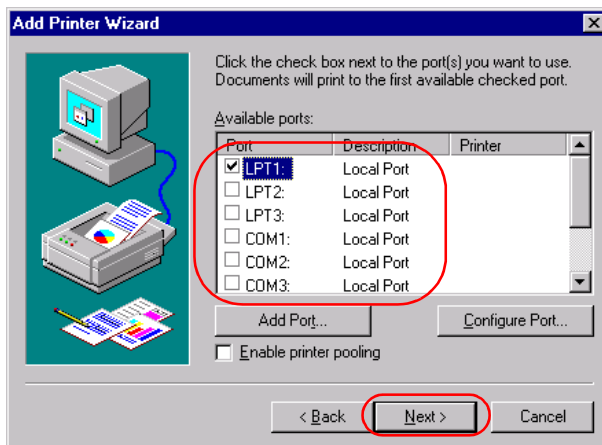 Add Printer Wizard
Click the check box next to the port(s) you want to use.
Documents will print to the first available checked port.
Available ports:
Port Description Printer
LPT1: Local Port
LPT2: Local Port
LPT3: Local Port
COM1: Local Port
COM2: Local Port
COM3: Local Port
Add Port... Configure Port...
Enable printer pooling
< Back Next > Cancel